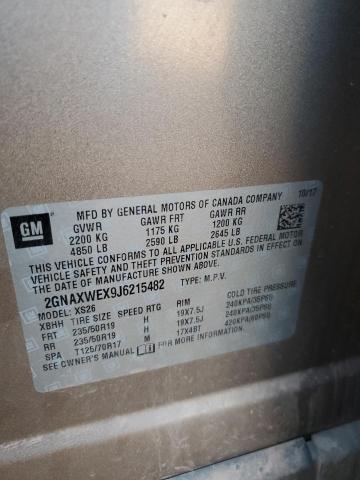 GM
MFD BY GENERAL MOTORS OF CANADA COMPANY 10/17
GVWR GAWR FRT GAWR RR
2200 KG 1175 KG 1200 KG
4850 LB 2590 LB 2645 LB
THIS VEHICLE CONFORMS TO ALL APPLICABLE U.S. FEDERAL MOTOR
VEHICLE SAFETY, BUMPER, AND THEFT PREVENTION STANDARDS IN EFFECT ON
THE DATE OF MANUFACTURE SHOWN ABOVE.
2GNAXWEX9J6215482 TYPE: M.P.V.
MODEL: XS26
XBHH TIRE SIZE SPEED RTG RIM COLD TIRE PRESSURE
FRT 235/50R19 H 19X7.5J 240KPA(35PSI)
RR 235/50R19 H 19X7.5J 240KPA(35PSI)
SPA T125/70R17 M 17X4BT 420KPA(60PSI)
SEE OWNER'S MANUAL FOR MORE INFORMATION